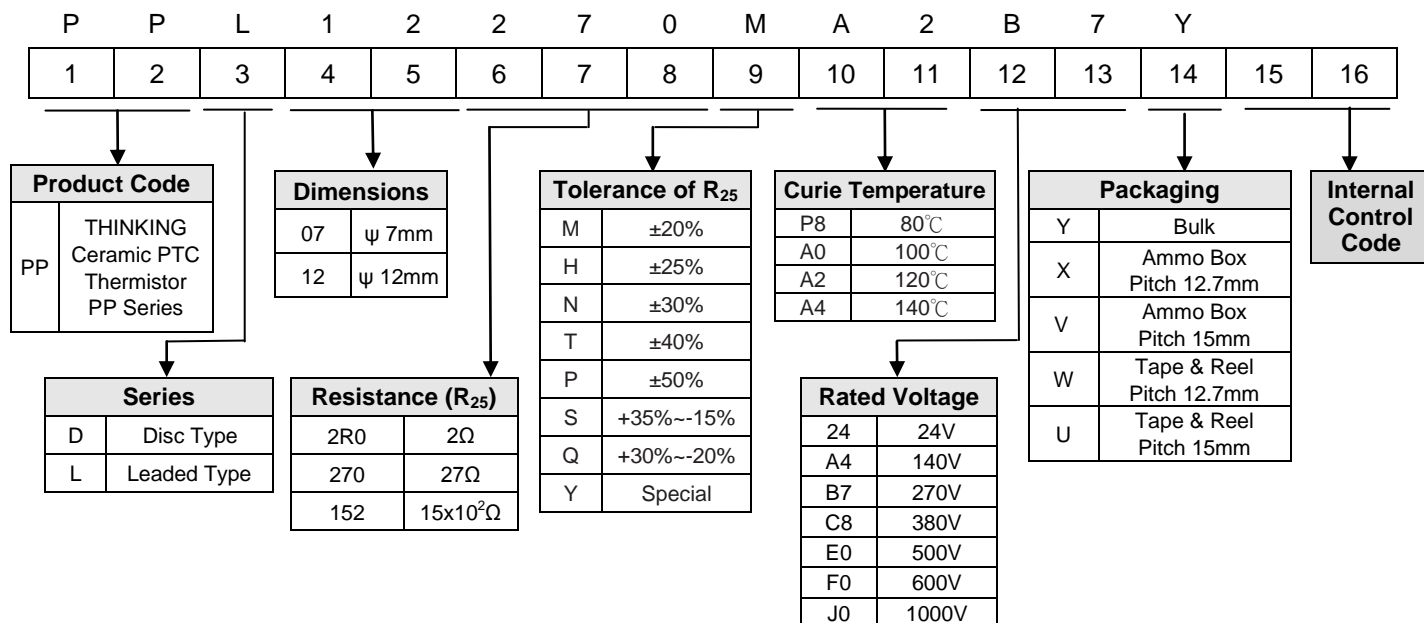 P P L 1 2 2 7 0 M A 2 B 7 Y
1 2 3 4 5 6 7 8 9 10 11 12 13 14 15 16
Product Code
PP THINKING
Ceramic PTC
Thermistor
PP Series
Dimensions
07 ψ 7mm
12 ψ 12mm
Tolerance of R₂₅
M ±20%
H ±25%
N ±30%
T ±40%
P ±50%
S +35%~-15%
Q +30%~-20%
Y Special
Curie Temperature
P8 80℃
A0 100℃
A2 120℃
A4 140℃
Packaging
Y Bulk
X Ammo Box
Pitch 12.7mm
V Ammo Box
Pitch 15mm
W Tape & Reel
Pitch 12.7mm
U Tape & Reel
Pitch 15mm
Internal
Control
Code
Series
D Disc Type
L Leaded Type
Resistance (R₂₅)
2R0 2Ω
270 27Ω
152 15x10²Ω
Rated Voltage
24 24V
A4 140V
B7 270V
C8 380V
E0 500V
F0 600V
J0 1000V